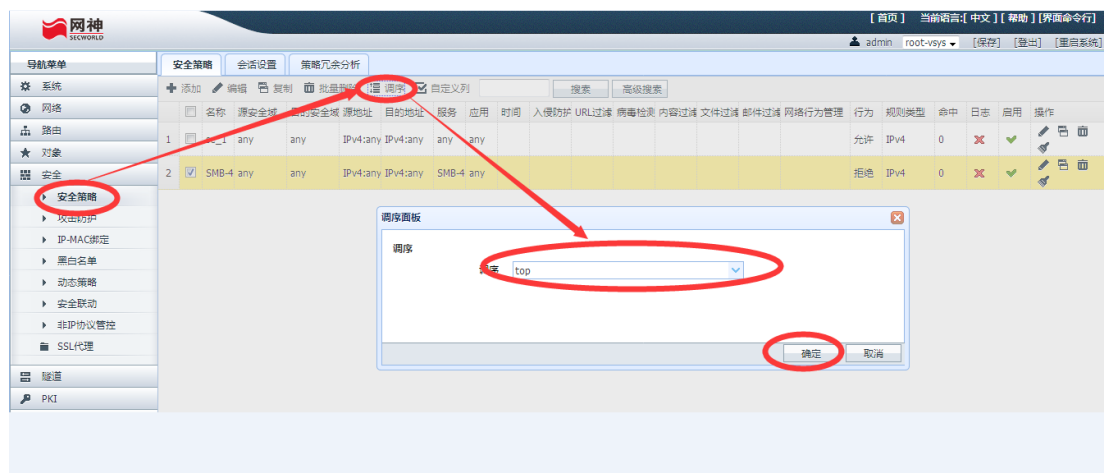 [ 首页 ] 当前语言:[ 中文 ] [ 帮助 ] [界面命令行]
网神
SECWORLD
admin root-vsys [保存] [登出] [重启系统]
导航菜单
安全策略 会话设置 策略冗余分析
系统
添加 编辑 复制 批量删除 调序 自定义列 搜索 高级搜索
网络
名称 源安全域 目的安全域 源地址 目的地址 服务 应用 时间 入侵防护 URL过滤 病毒检测 内容过滤 文件过滤 邮件过滤 网络行为管理 行为 规则类型 命中 日志 启用 操作
路由
1 any any IPv4:any IPv4:any any any 允许 IPv4 0
对象
安全
2 SMB-4 any any IPv4:any IPv4:any SMB-4 any 拒绝 IPv4 0
安全策略
攻击防护
IP-MAC绑定
黑白名单
动态策略
安全联动
非IP协议管控
SSL代理
隧道
PKI
调序面板
调序
调序 top
确定 取消